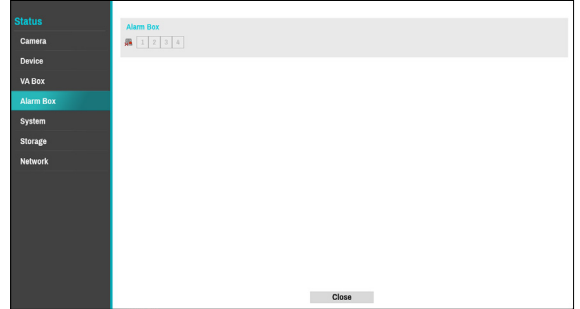 Status
Camera
Device
VA Box
Alarm Box
System
Storage
Network
Alarm Box
1 2 3 4
Close